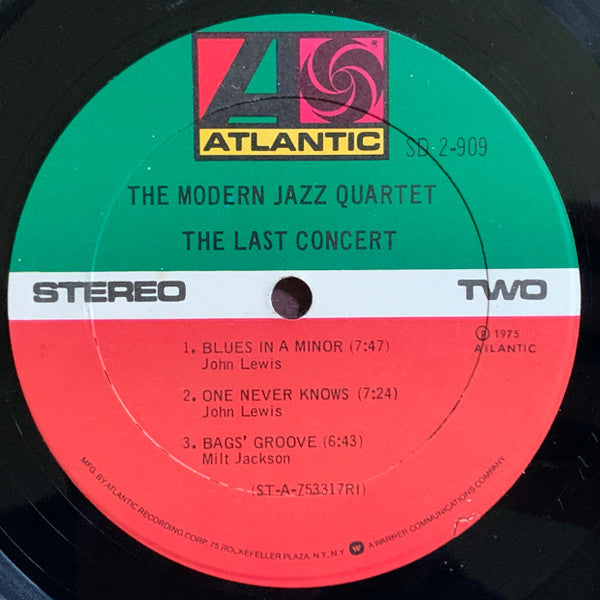 ATLANTIC
SD 2-909
THE MODERN JAZZ QUARTET
THE LAST CONCERT
STEREO
TWO
℗ 1975
ATLANTIC
1. BLUES IN A MINOR (7:47)
John Lewis
2. ONE NEVER KNOWS (7:24)
John Lewis
3. BAGS' GROOVE (6:43)
Milt Jackson
(ST-A-753317RI)
MFG. BY ATLANTIC RECORDING CORP. 75 ROCKEFELLER PLAZA, N.Y., N.Y. A WARNER COMMUNICATIONS COMPANY